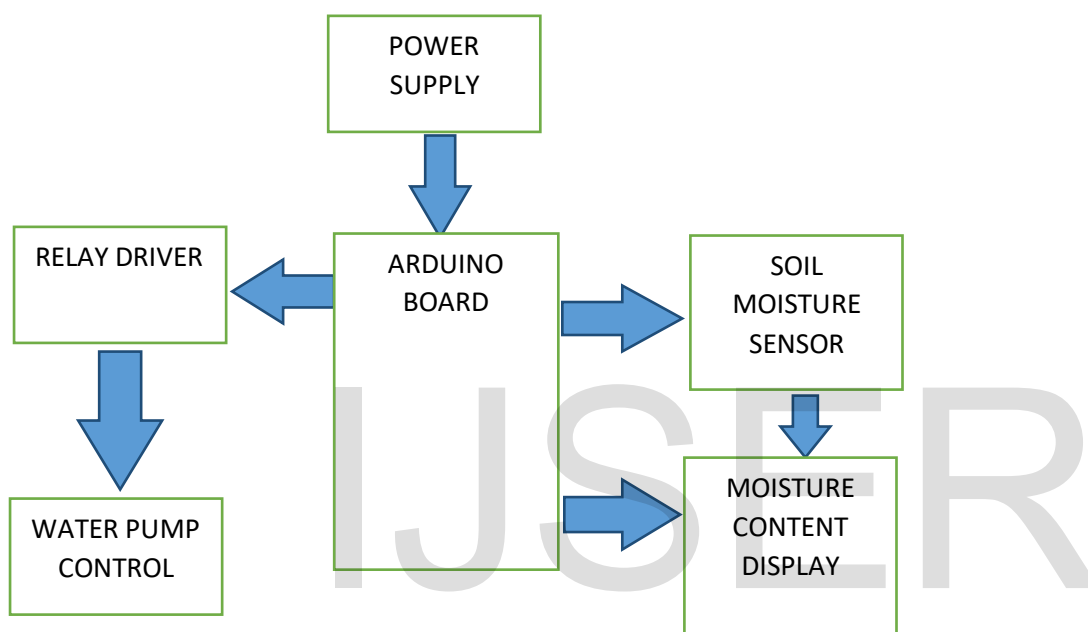 POWER
SUPPLY
RELAY DRIVER
ARDUINO
BOARD
SOIL
MOISTURE
SENSOR
WATER PUMP
CONTROL
MOISTURE
CONTENT
DISPLAY
IJSER